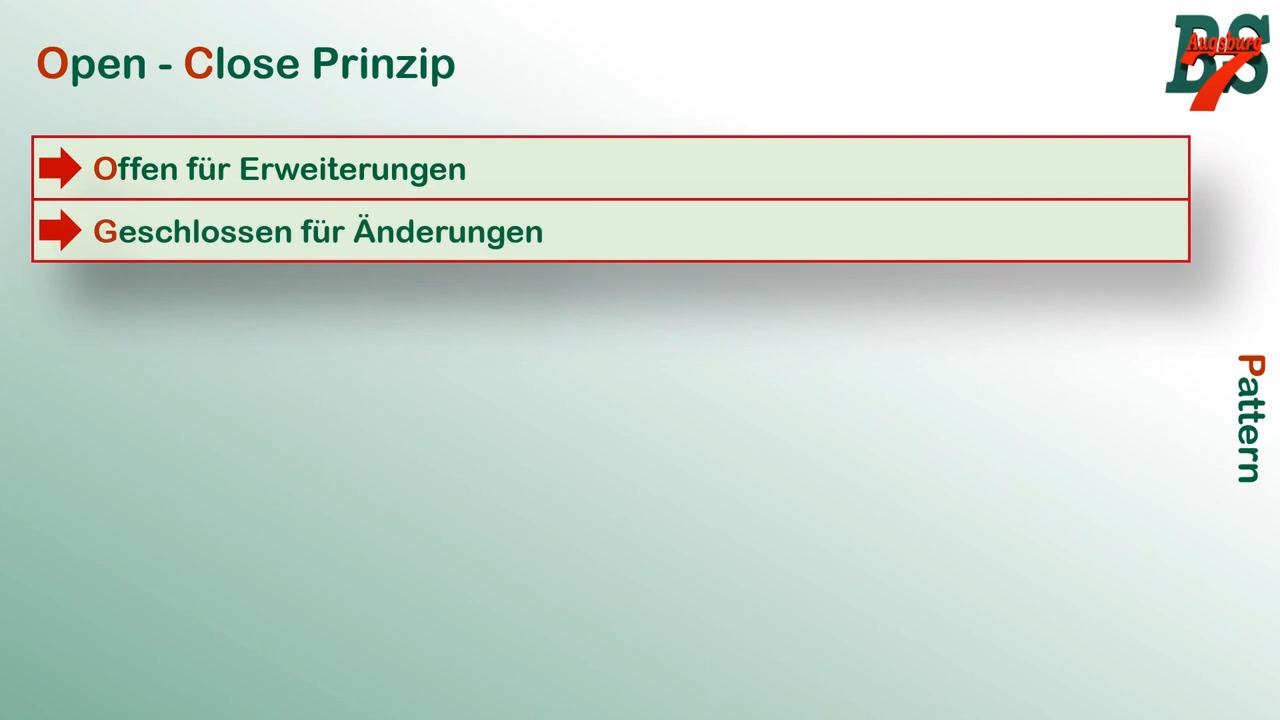 Open - Close Prinzip
BS
Augsburg
7
Offen für Erweiterungen
Geschlossen für Änderungen
Pattern